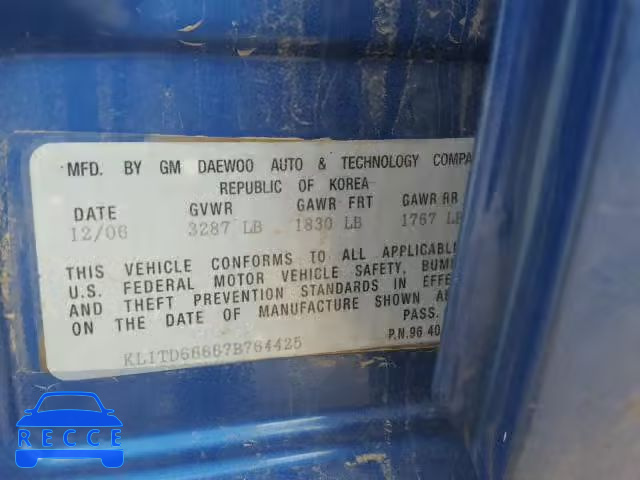 MFD. BY GM DAEWOO AUTO & TECHNOLOGY COMPA
REPUBLIC OF KOREA
DATE GVWR GAWR FRT GAWR RR
12/06 3287 LB 1830 LB 1767 LB
THIS VEHICLE CONFORMS TO ALL APPLICABL
U.S. FEDERAL MOTOR VEHICLE SAFETY, BUM
AND THEFT PREVENTION STANDARDS IN EFFE
ON THE DATE OF MANUFACTURE SHOWN A
PASS.
P.N.96 40
KL1TD66667B764425
RECCE